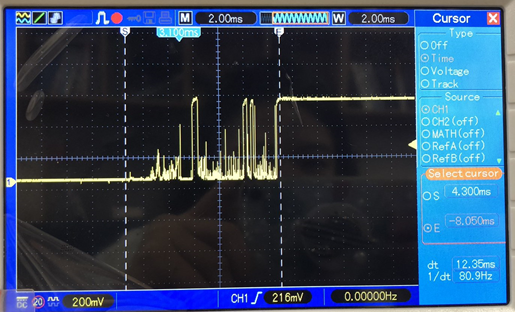 M 2.00ms W 2.00ms Cursor
S 3.100ms E
Type
Off
Time
Voltage
Track
Source
CH1
CH2(off)
MATH(off)
RefA(off)
RefB(off)
Select cursor
S 4.300ms
E -8.050ms
dt 12.35ms
1/dt 80.9Hz
1
DC 20 200mV CH1 216mV 0.00000Hz